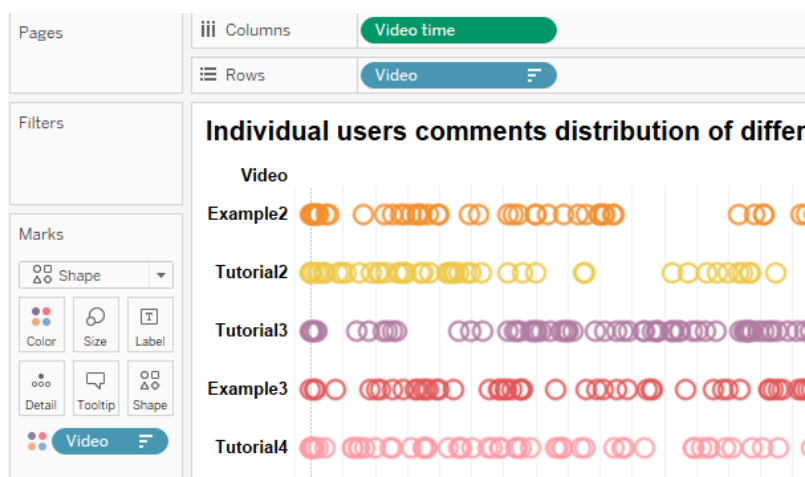 Pages
Columns
Video time
Rows
Video
Filters
Individual users comments distribution of differ
Video
Example2
Tutorial2
Tutorial3
Example3
Tutorial4
Marks
Shape
Color Size Label
T
Detail Tooltip Shape
Video